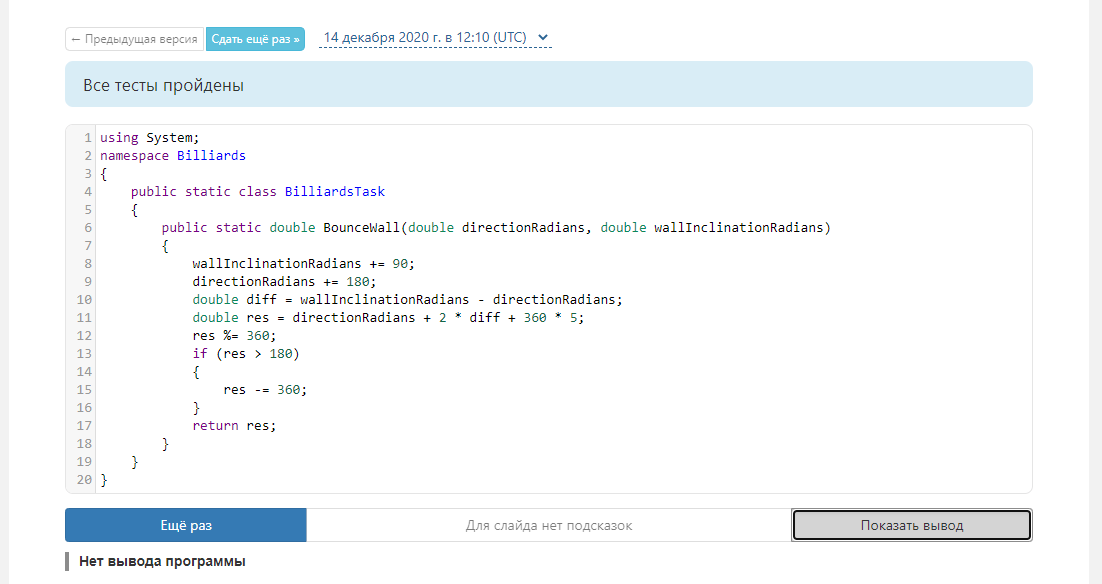 ← Предыдущая версия Сдать ещё раз » 14 декабря 2020 г. в 12:10 (UTC)
Все тесты пройдены
1 using System;
2 namespace Billiards
3 {
4     public static class BilliardsTask
5     {
6         public static double BounceWall(double directionRadians, double wallInclinationRadians)
7         {
8             wallInclinationRadians += 90;
9             directionRadians += 180;
10             double diff = wallInclinationRadians - directionRadians;
11             double res = directionRadians + 2 * diff + 360 * 5;
12             res %= 360;
13             if (res > 180)
14             {
15                 res -= 360;
16             }
17             return res;
18         }
19     }
20 }
Ещё раз Для слайда нет подсказок Показать вывод
Нет вывода программы